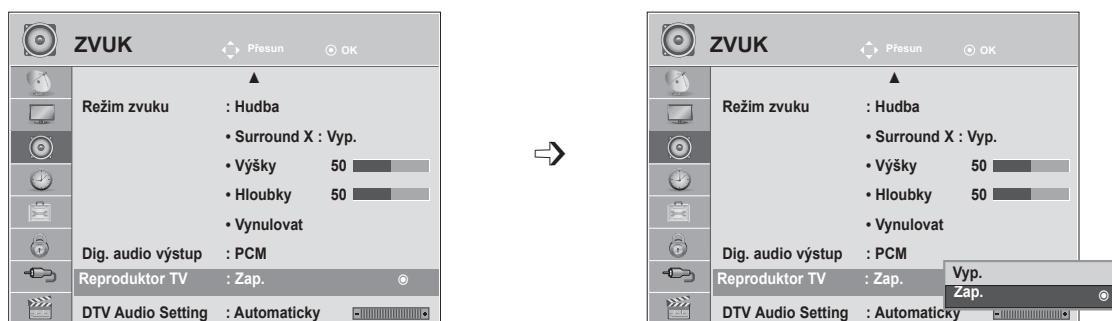 ZVUK Přesun OK
Režim zvuku : Hudba
• Surround X : Vyp.
• Výšky 50
• Hloubky 50
• Vynulovat
Dig. audio výstup : PCM
Reproduktor TV : Zap.
DTV Audio Setting : Automaticky
ZVUK Přesun OK
Režim zvuku : Hudba
• Surround X : Vyp.
• Výšky 50
• Hloubky 50
• Vynulovat
Dig. audio výstup : PCM
Reproduktor TV : Zap.
Vyp.
Zap.
DTV Audio Setting : Automaticky